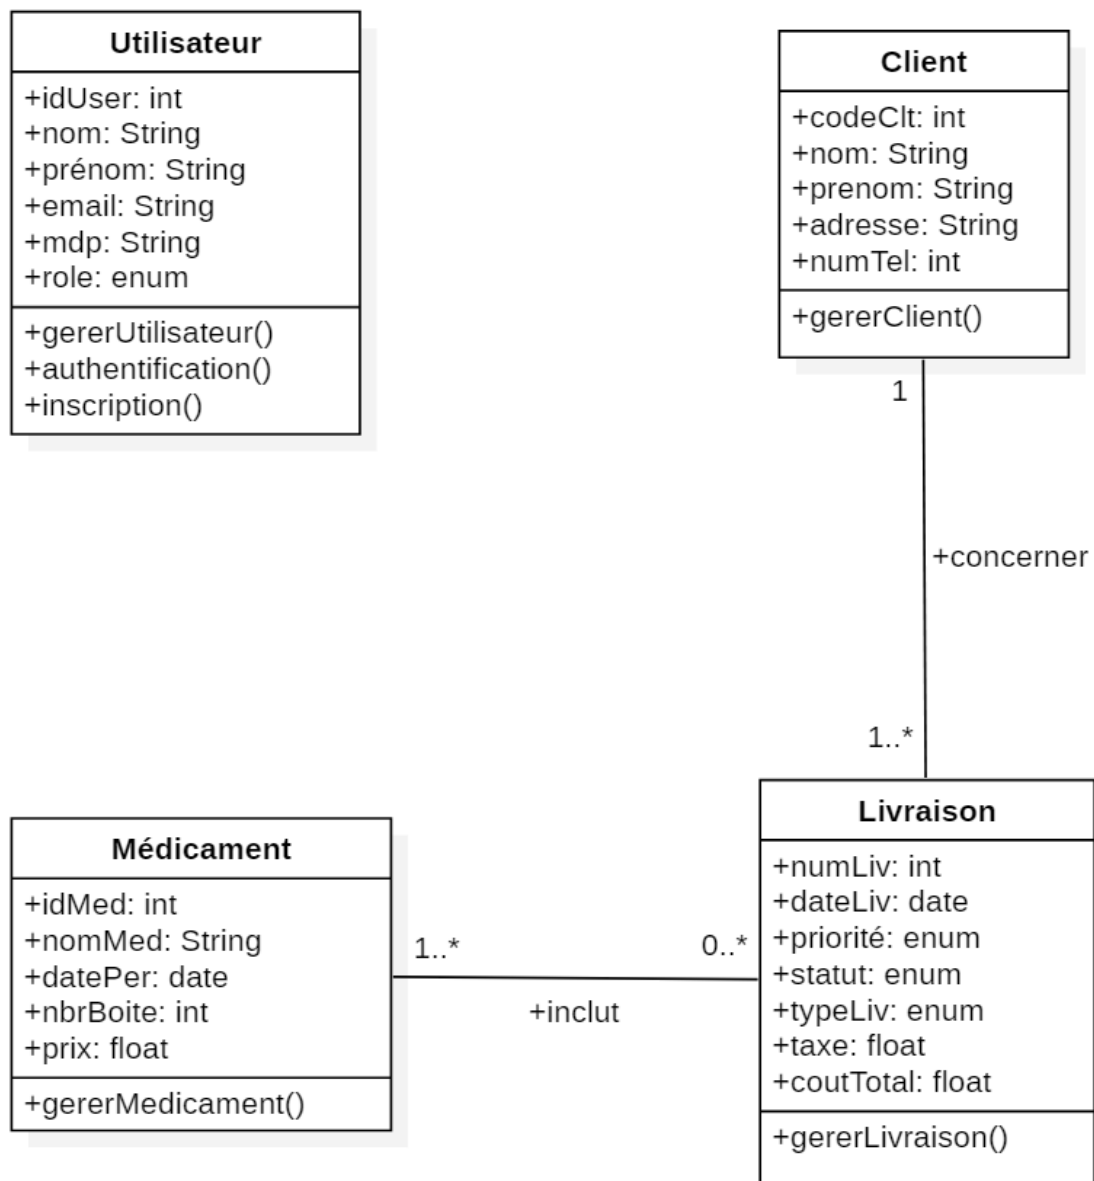 Utilisateur
+idUser: int
+nom: String
+prénom: String
+email: String
+mdp: String
+role: enum
+gererUtilisateur()
+authentification()
+inscription()
Client
+codeClt: int
+nom: String
+prenom: String
+adresse: String
+numTel: int
+gererClient()
1
+concerner
1..*
Médicament
+idMed: int
+nomMed: String
+datePer: date
+nbrBoite: int
+prix: float
+gererMedicament()
1..*
0..*
+inclut
Livraison
+numLiv: int
+dateLiv: date
+priorité: enum
+statut: enum
+typeLiv: enum
+taxe: float
+coutTotal: float
+gererLivraison()